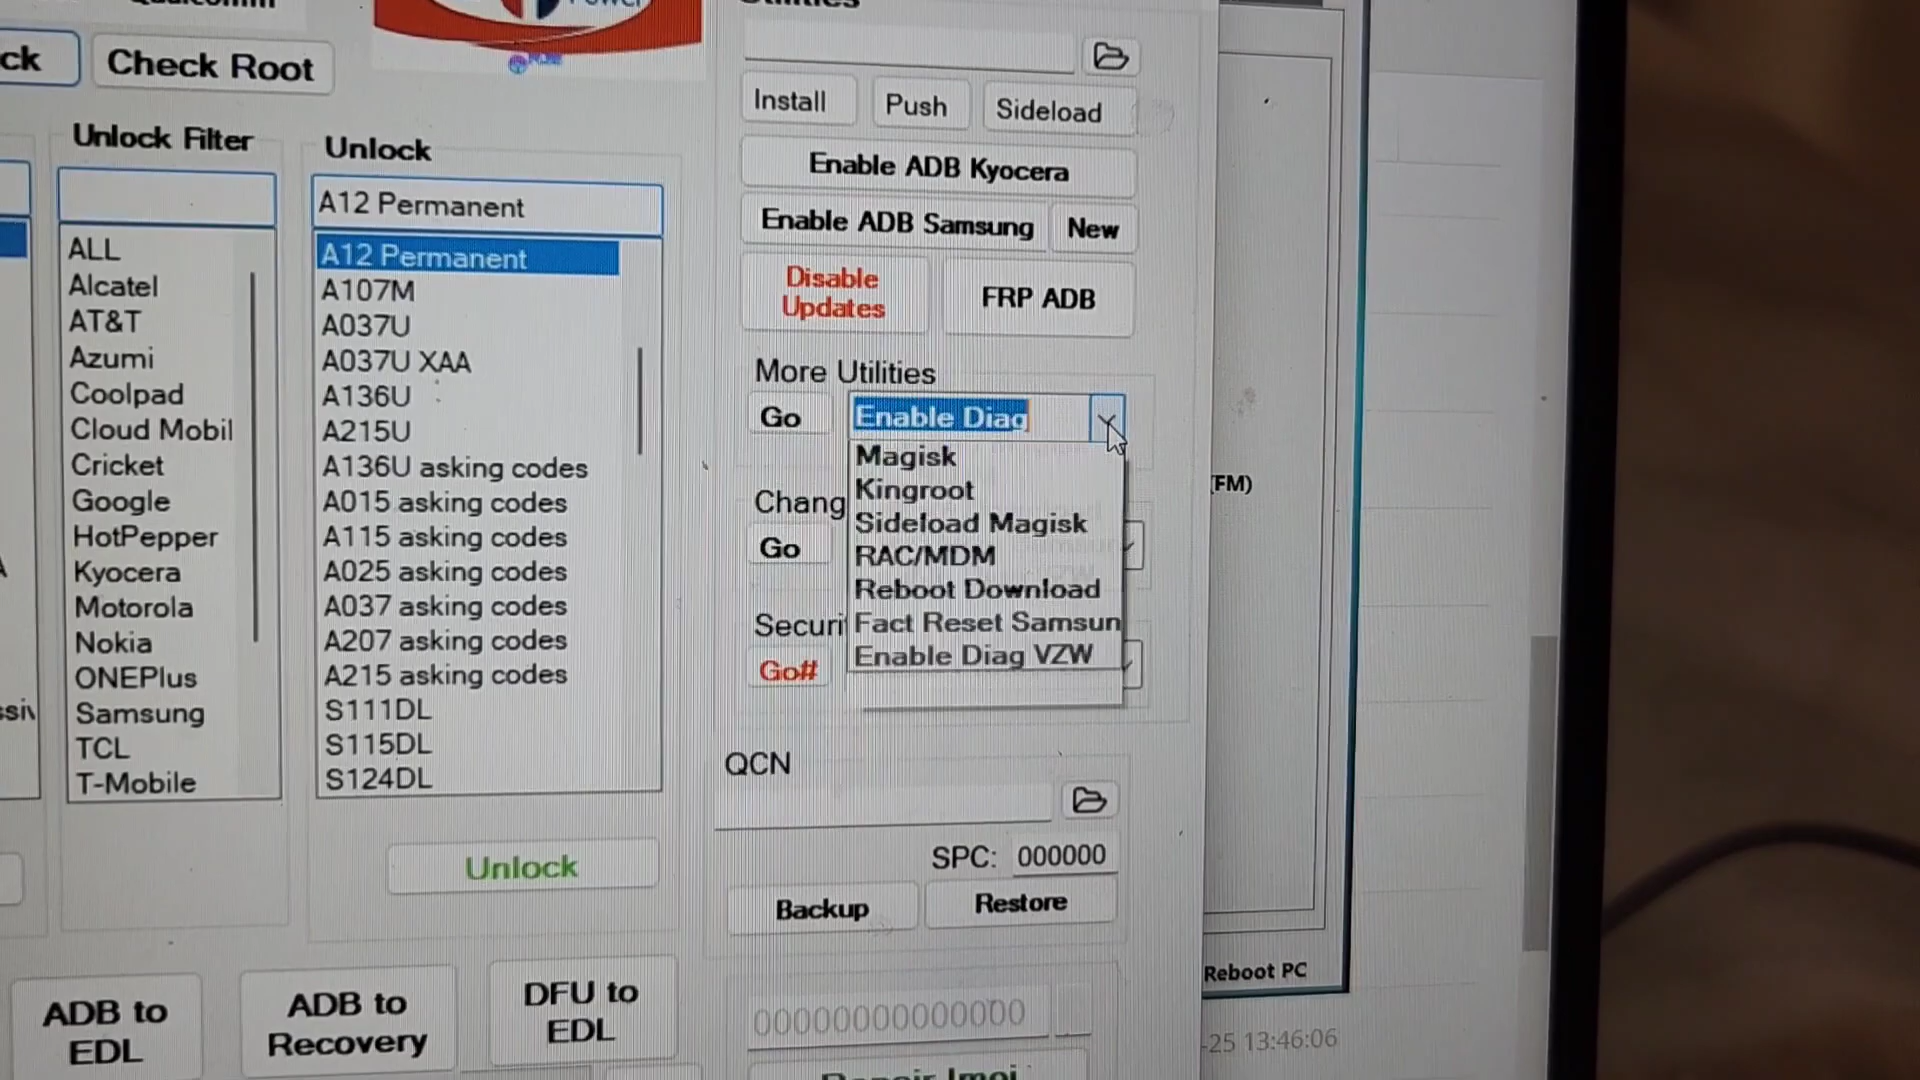 ck
Check Root
Unlock Filter
ALL
Alcatel
AT&T
Azumi
Coolpad
Cloud Mobil
Cricket
Google
HotPepper
Kyocera
Motorola
Nokia
ONEPlus
Samsung
TCL
T-Mobile
Unlock
A12 Permanent
A12 Permanent
A107M
A037U
A037U XAA
A136U
A215U
A136U asking codes
A015 asking codes
A115 asking codes
A025 asking codes
A037 asking codes
A207 asking codes
A215 asking codes
S111DL
S115DL
S124DL
Unlock
ADB to
EDL
ADB to
Recovery
DFU to
EDL
Install Push Sideload
Enable ADB Kyocera
Enable ADB Samsung New
Disable
Updates
FRP ADB
More Utilities
Go Enable Diag
Magisk
Kingroot
Sideload Magisk
RAC/MDM
Reboot Download
Fact Reset Samsun
Enable Diag VZW
Chang
Go
Securi
Go#
QCN
SPC: 000000
Backup Restore
00000000000000
(FM)
Reboot PC
-25 13:46:06